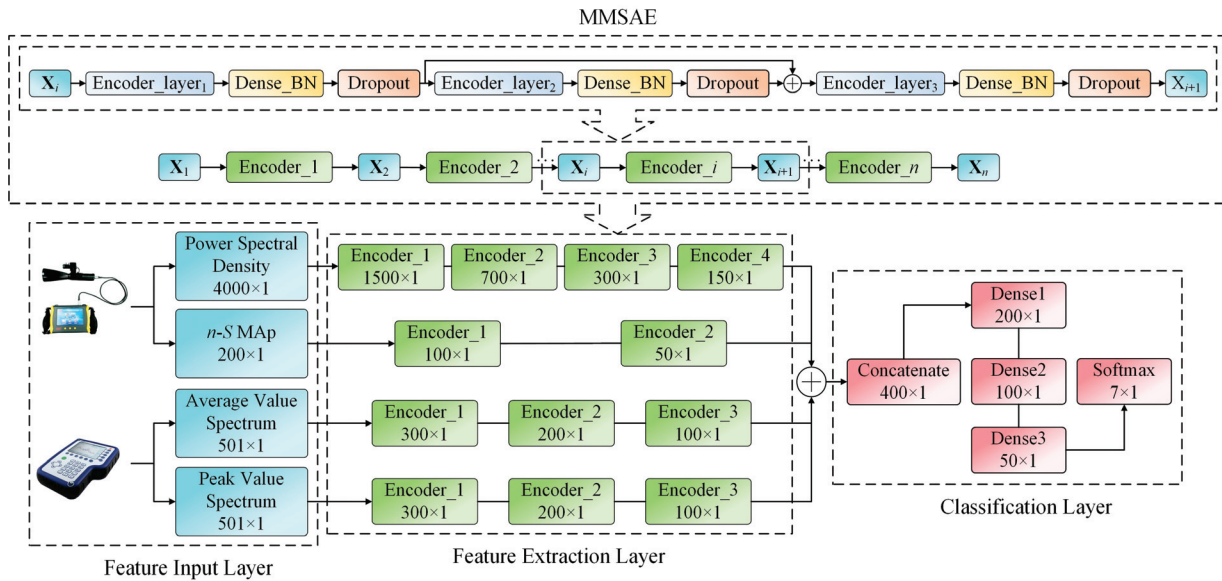 MMSAE
Xi Encoder_layer1 Dense_BN Dropout Encoder_layer2 Dense_BN Dropout + Encoder_layer3 Dense_BN Dropout Xi+1
X1 Encoder_1 X2 Encoder_2 ... Xi Encoder_i Xi+1 ... Encoder_n Xn
Power Spectral
Density
4000×1
n-S MAp
200×1
Average Value
Spectrum
501×1
Peak Value
Spectrum
501×1
Feature Input Layer
Encoder_1
1500×1
Encoder_2
700×1
Encoder_3
300×1
Encoder_4
150×1
Encoder_1
100×1
Encoder_2
50×1
Encoder_1
300×1
Encoder_2
200×1
Encoder_3
100×1
Encoder_1
300×1
Encoder_2
200×1
Encoder_3
100×1
Feature Extraction Layer
+
Concatenate
400×1
Dense1
200×1
Dense2
100×1
Dense3
50×1
Softmax
7×1
Classification Layer